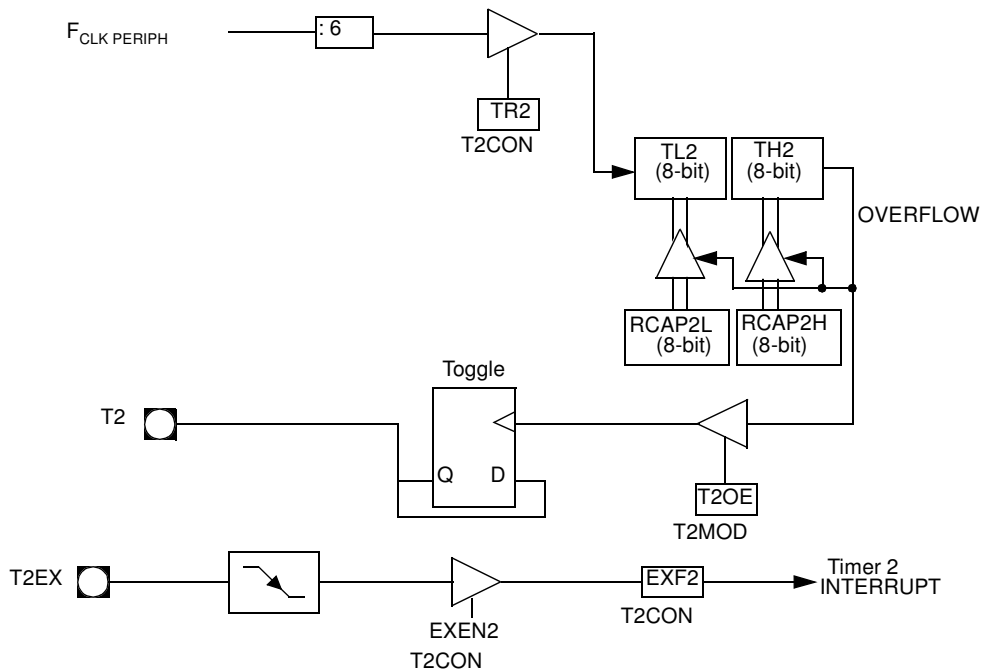 FCLK PERIPH
: 6
TR2
T2CON
TL2
(8-bit)
TH2
(8-bit)
OVERFLOW
RCAP2L
(8-bit)
RCAP2H
(8-bit)
Toggle
T2
Q D
T2OE
T2MOD
T2EX
EXEN2
T2CON
EXF2
T2CON
Timer 2
INTERRUPT